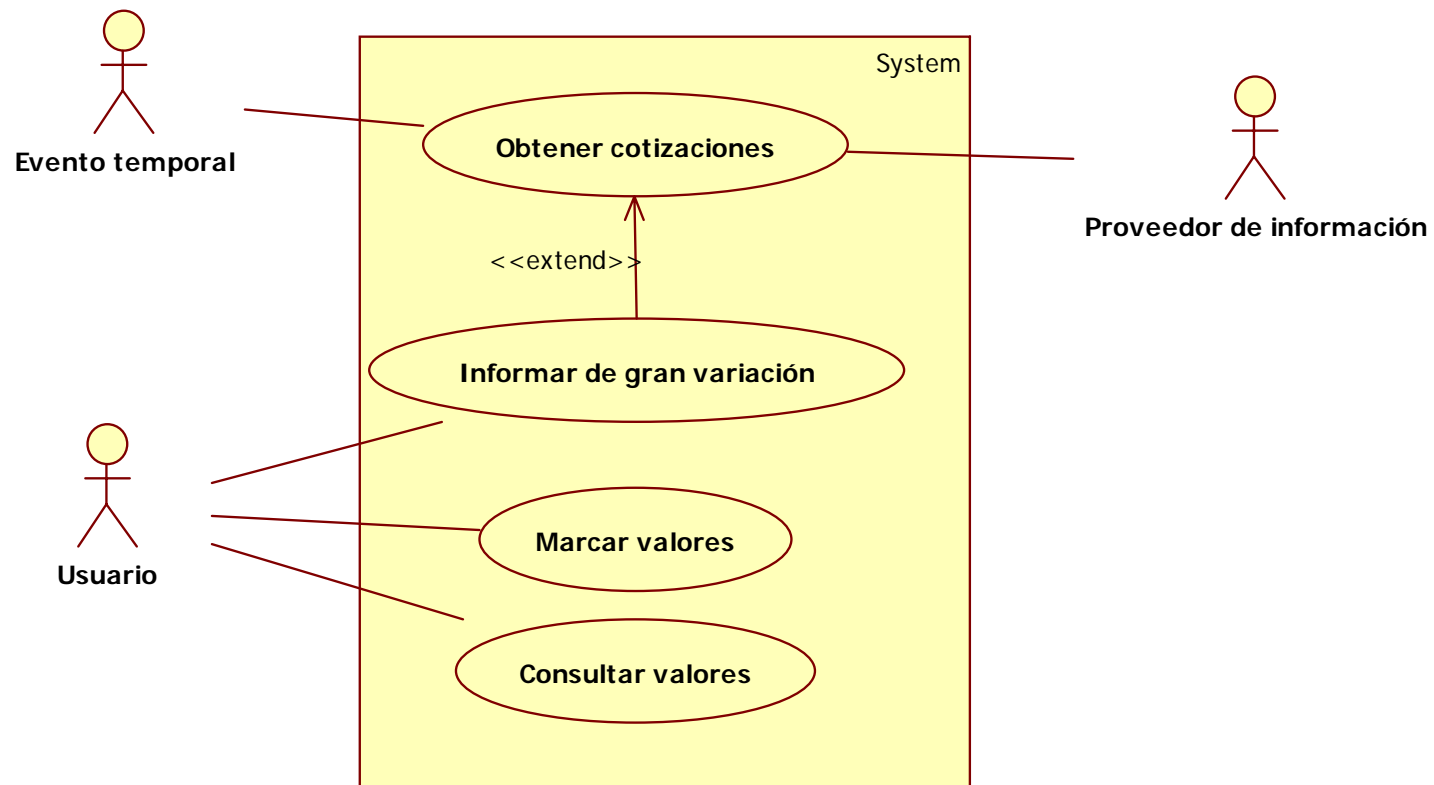 System
Obtener cotizaciones
Evento temporal
Proveedor de información
<<extend>>
Informar de gran variación
Marcar valores
Usuario
Consultar valores